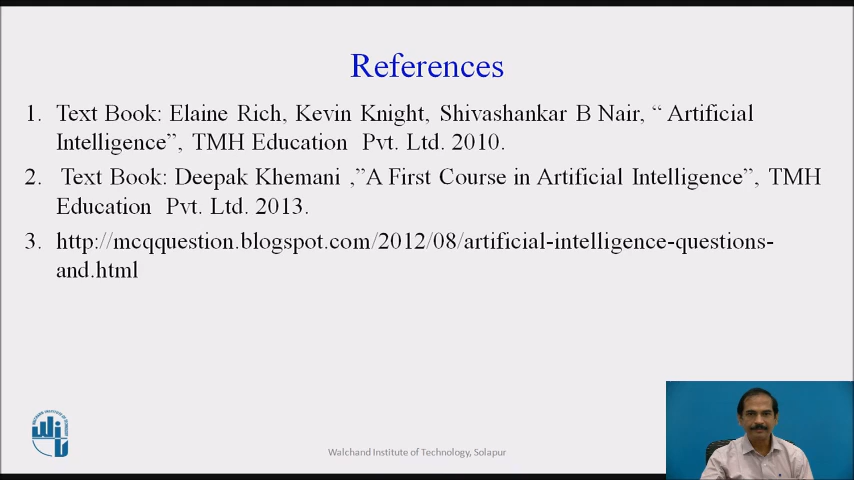 References
1. Text Book: Elaine Rich, Kevin Knight, Shivashankar B Nair, “ Artificial
Intelligence”, TMH Education Pvt. Ltd. 2010.
2. Text Book: Deepak Khemani ,”A First Course in Artificial Intelligence”, TMH
Education Pvt. Ltd. 2013.
3. http://mcqquestion.blogspot.com/2012/08/artificial-intelligence-questions-
and.html
Walchand Institute of Technology, Solapur